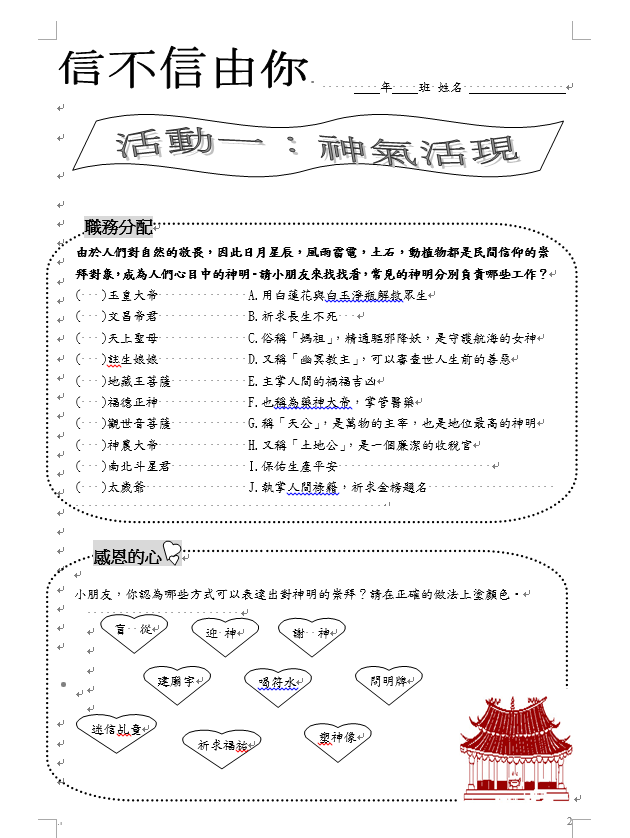 信不信由你
____年____班 姓名
活動一：神氣活現
職務分配
由於人們對自然的敬畏，因此日月星辰，風雨雷電，土石，動植物都是民間信仰的崇
拜對象，成為人們心目中的神明。請小朋友來找找看，常見的神明分別負責哪些工作？
(   )玉皇大帝 A.用白蓮花與白玉淨瓶解救眾生
(   )文昌帝君 B.祈求長生不死
(   )天上聖母 C.俗稱「媽祖」，精通驅邪降妖，是守護航海的女神
(   )註生娘娘 D.又稱「幽冥教主」，可以審查世人生前的善惡
(   )地藏王菩薩 E.主掌人間的禍福吉凶
(   )福德正神 F.也稱為藥神大帝，掌管醫藥
(   )觀世音菩薩 G.稱「天公」，是萬物的主宰，也是地位最高的神明
(   )神農大帝 H.又稱「土地公」，是一個廉潔的收稅官
(   )南北斗星君 I.保佑生產平安
(   )太歲爺 J.執掌人間祿籍，祈求金榜題名
感恩的心
小朋友，你認為哪些方式可以表達出對神明的崇拜？請在正確的做法上塗顏色。
盲 從 迎 神 謝 神
建廟宇 喝符水 問明牌
迷信乩童 祈求福祉 塑神像
2